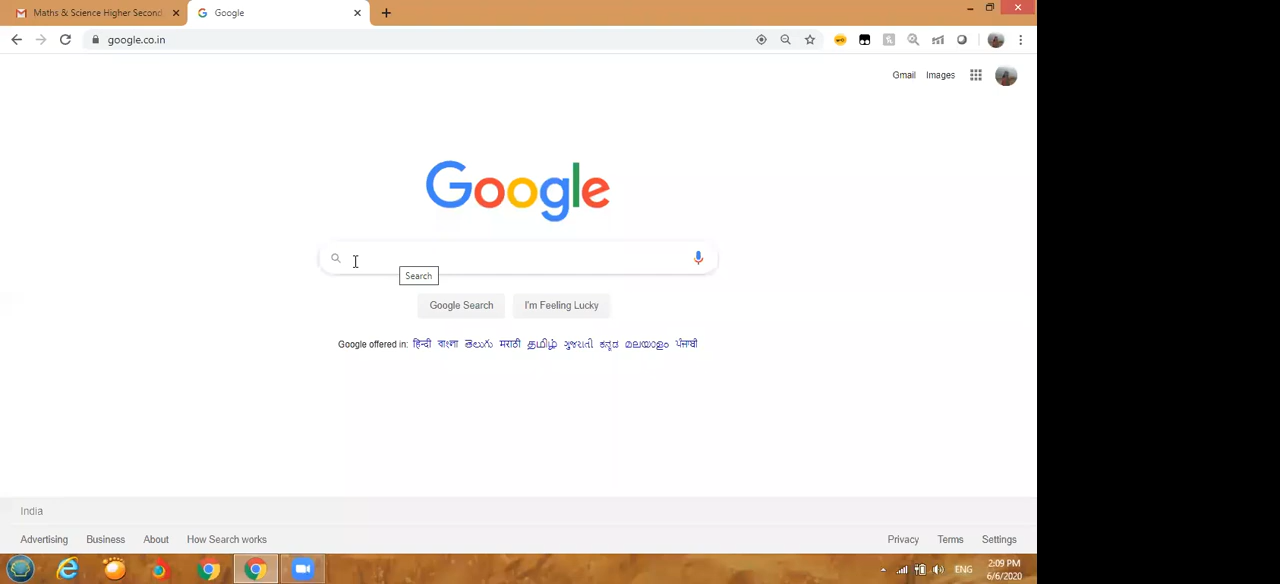 Maths & Science Higher Second
Google
google.co.in
Gmail Images
Google
Search
Google Search I'm Feeling Lucky
Google offered in: हिन्दी বাংলা తెలుగు मराठी தமிழ் ગુજરાતી ಕನ್ನಡ മലയാളം ਪੰਜਾਬੀ
India
Advertising Business About How Search works Privacy Terms Settings
ENG 2:09 PM
6/6/2020